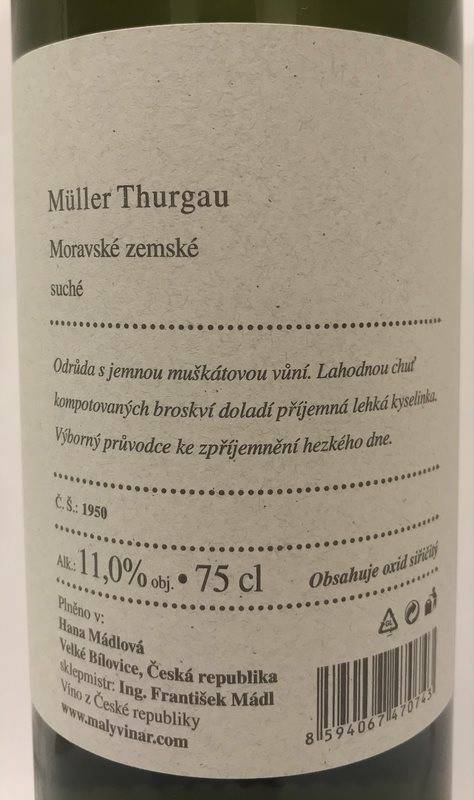 Müller Thurgau
Moravské zemské
suché
Odrůda s jemnou muškátovou vůní. Lahodnou chuť
kompotovaných broskví doladí příjemná lehká kyselinka.
Výborný průvodce ke zpříjemnění hezkého dne.
Č. Š.: 1950
Alk.: 11,0% obj. • 75 cl
Obsahuje oxid siřičitý
Plněno v:
Hana Mádlová
Velké Bílovice, Česká republika
sklepmistr: Ing. František Mádl
Víno z České republiky
www.malyvinar.com
GL
8 594067 470743